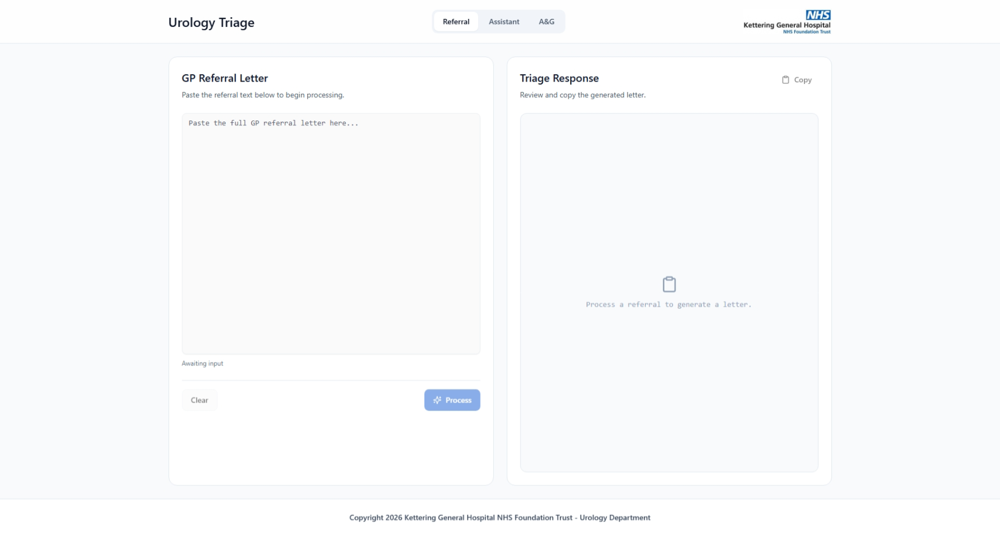 Urology Triage
Referral
Assistant
A&G
NHS
Kettering General Hospital
NHS Foundation Trust
GP Referral Letter
Paste the referral text below to begin processing.
Paste the full GP referral letter here...
Awaiting input
Clear
Process
Triage Response
Copy
Review and copy the generated letter.
Process a referral to generate a letter.
Copyright 2026 Kettering General Hospital NHS Foundation Trust - Urology Department